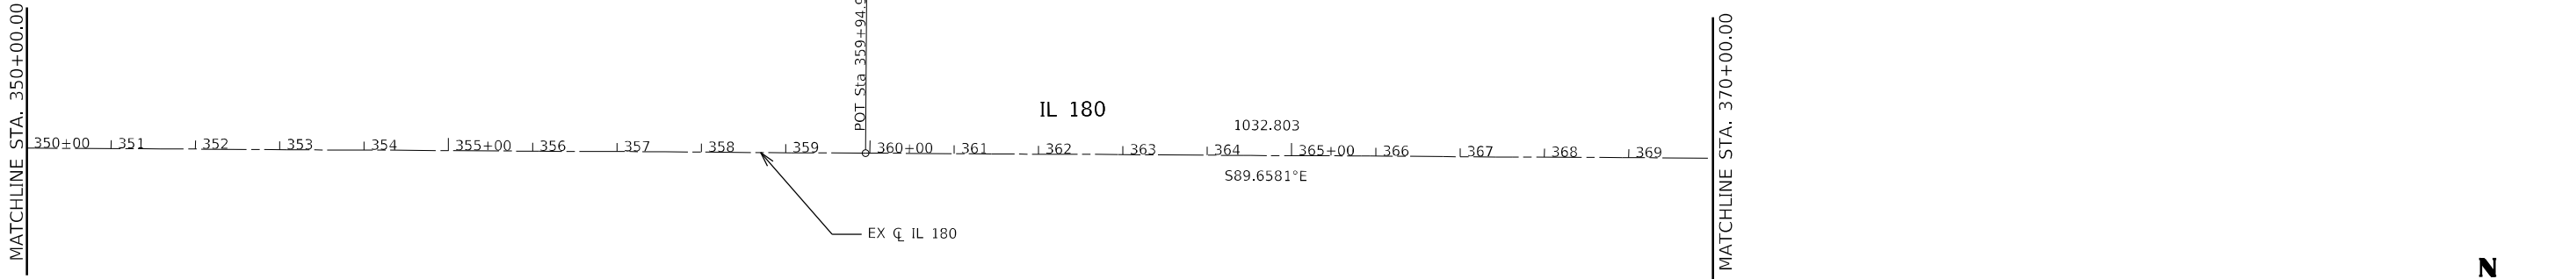 MATCHLINE STA. 350+00.00
350+00 351 352 353 354 355+00 356 357 358 359 360+00 361 362 363 364 365+00 366 367 368 369
POT Sta 359+94.9
IL 180
1032.803
S89.6581°E
EX ℄ IL 180
MATCHLINE STA. 370+00.00
N